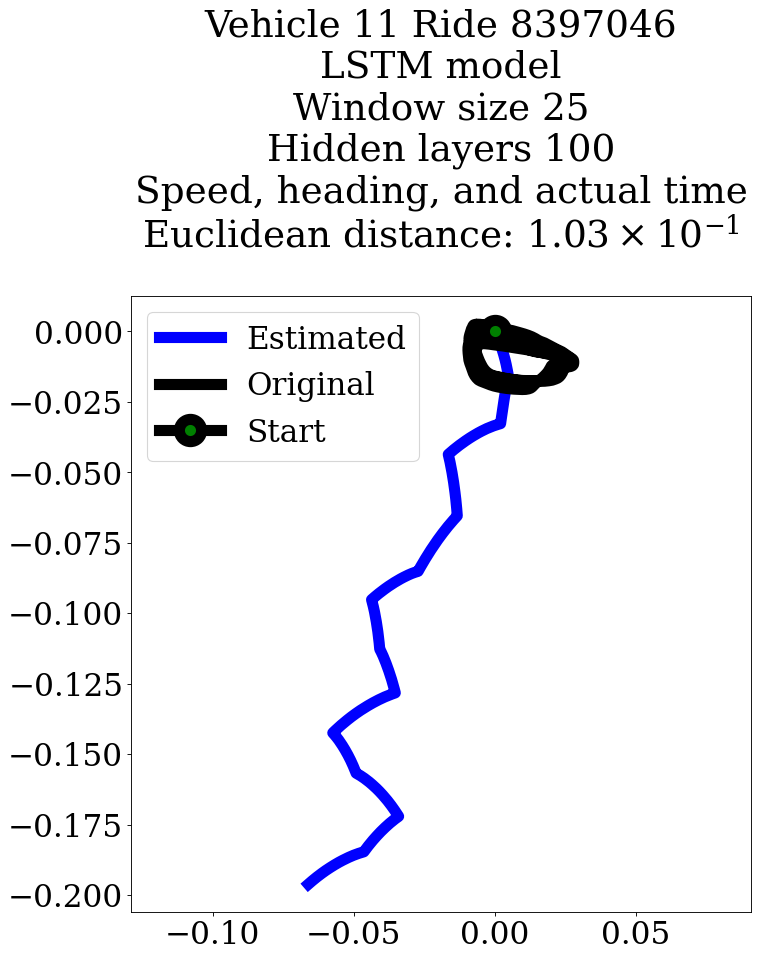 Vehicle 11 Ride 8397046
LSTM model
Window size 25
Hidden layers 100
Speed, heading, and actual time
Euclidean distance: 1.03 × 10⁻¹
Estimated
Original
Start
0.000
−0.025
−0.050
−0.075
−0.100
−0.125
−0.150
−0.175
−0.200
−0.10 −0.05 0.00 0.05